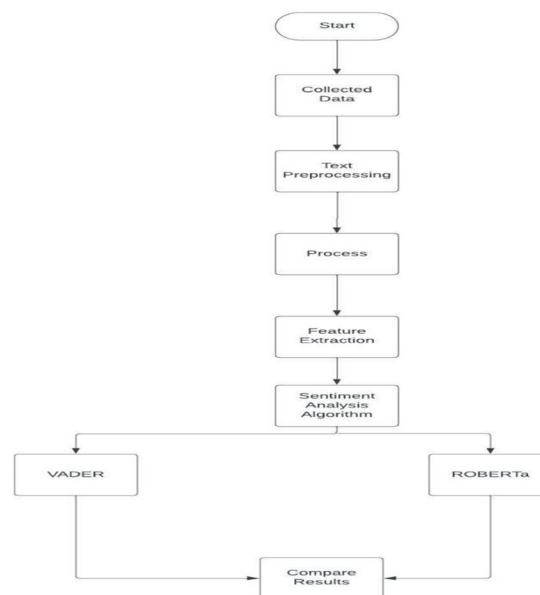 Start
Collected
Data
Text
Preprocessing
Process
Feature
Extraction
Sentiment
Analysis
Algorithm
VADER
ROBERTa
Compare
Results